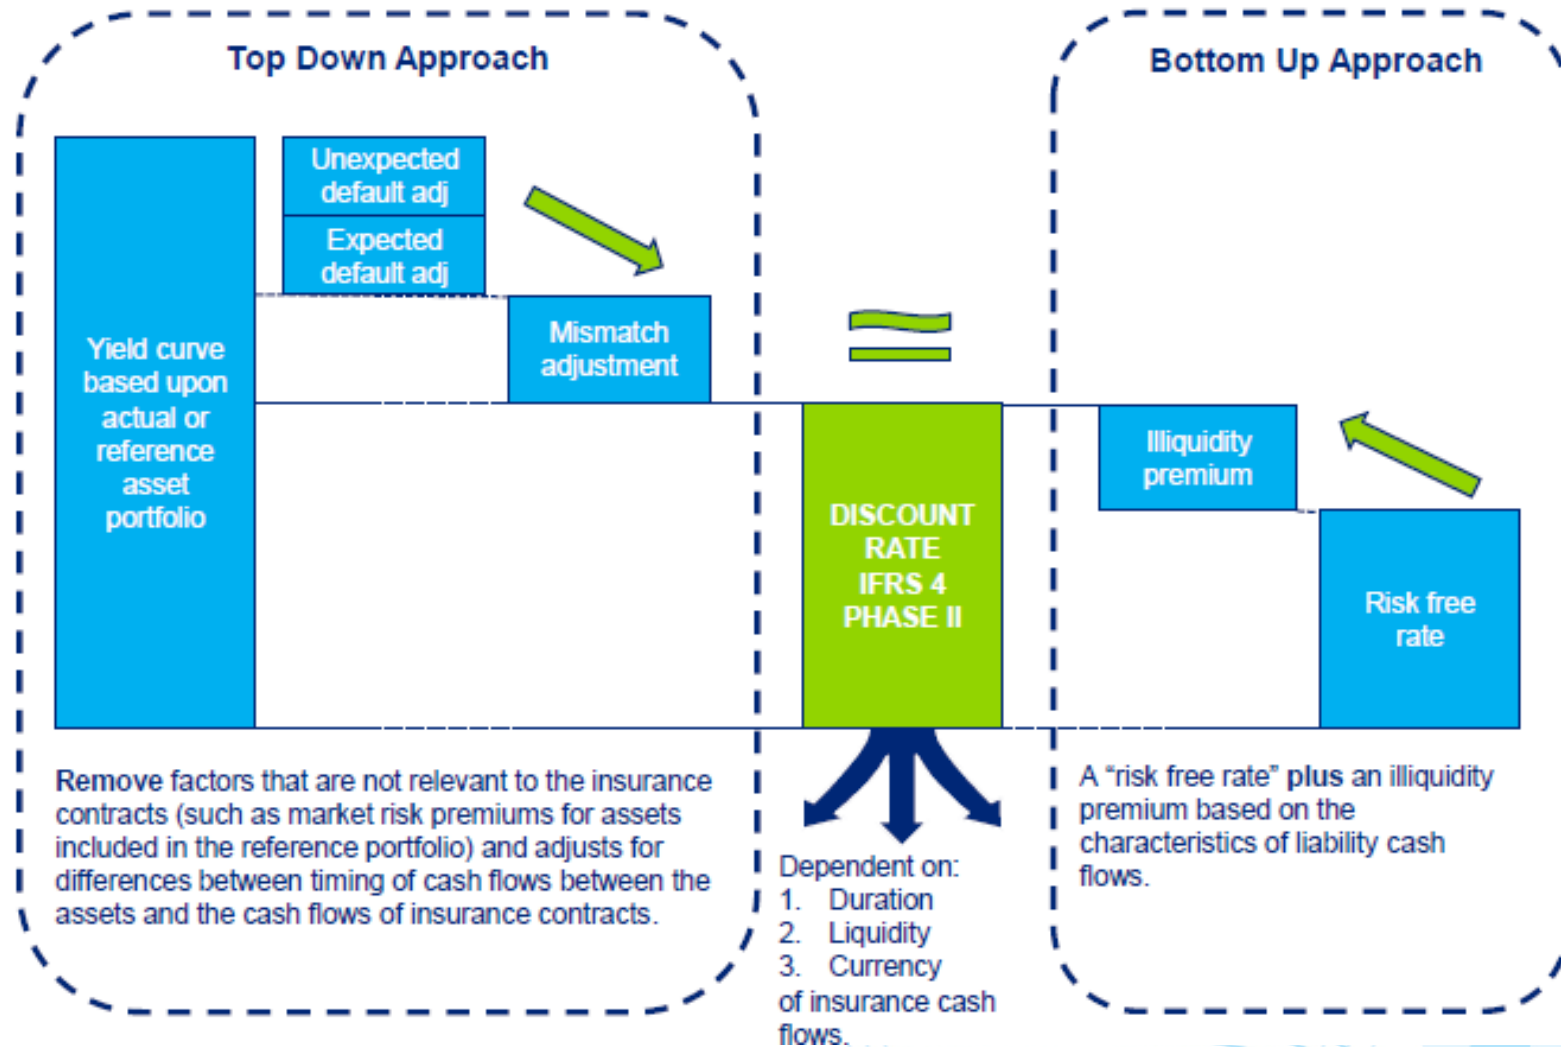 Top Down Approach
Bottom Up Approach
Unexpected
default adj
Expected
default adj
Mismatch
adjustment
Yield curve
based upon
actual or
reference
asset
portfolio
DISCOUNT
RATE
IFRS 4
PHASE II
Illiquidity
premium
Risk free
rate
Remove factors that are not relevant to the insurance
contracts (such as market risk premiums for assets
included in the reference portfolio) and adjusts for
differences between timing of cash flows between the
assets and the cash flows of insurance contracts.
Dependent on:
1. Duration
2. Liquidity
3. Currency
of insurance cash
flows.
A “risk free rate” plus an illiquidity
premium based on the
characteristics of liability cash
flows.